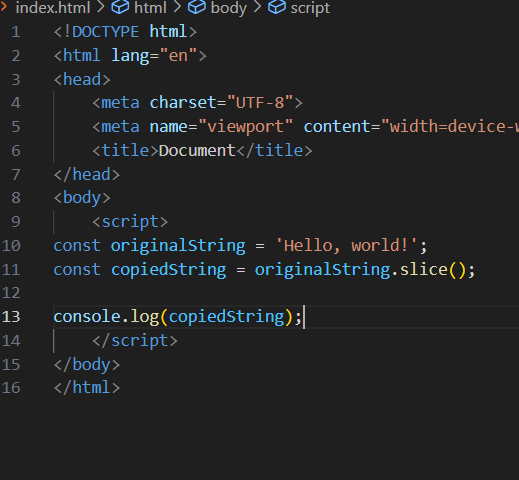 index.html > html > body > script
1 <!DOCTYPE html>
2 <html lang="en">
3 <head>
4     <meta charset="UTF-8">
5     <meta name="viewport" content="width=device-
6     <title>Document</title>
7 </head>
8 <body>
9     <script>
10 const originalString = 'Hello, world!';
11 const copiedString = originalString.slice();
12
13 console.log(copiedString);
14     </script>
15 </body>
16 </html>